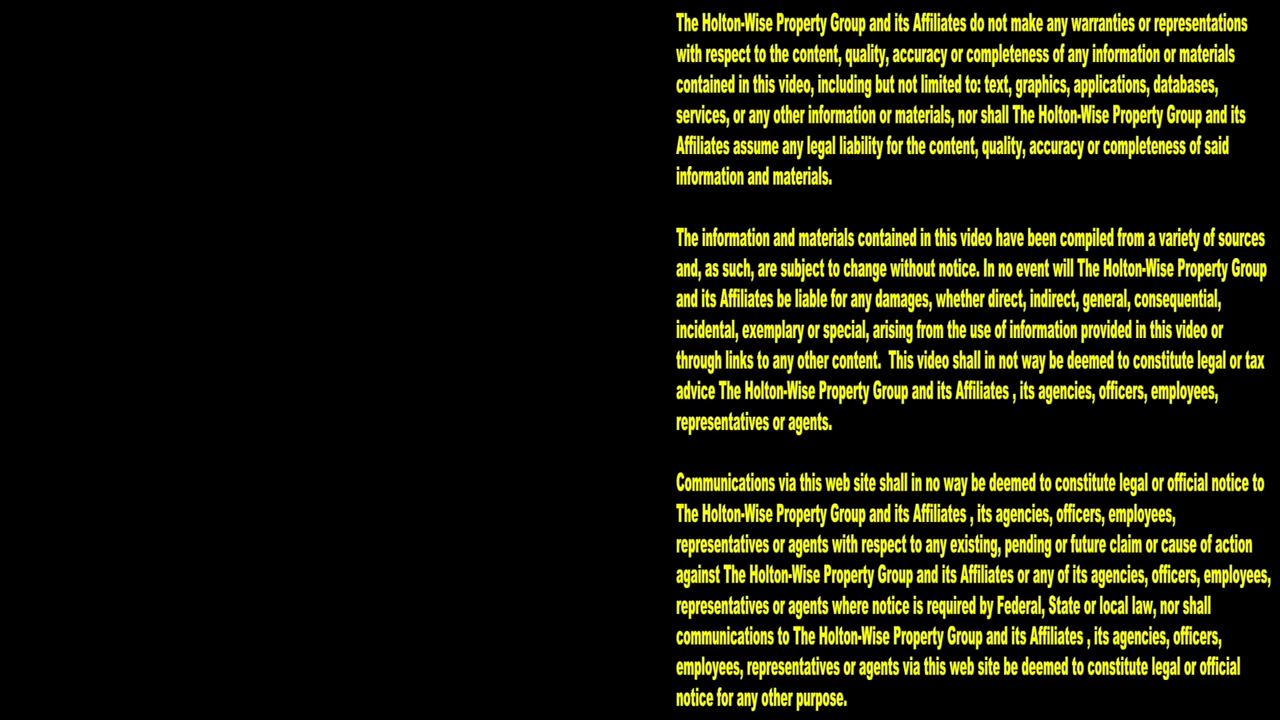 The Holton-Wise Property Group and its Affiliates do not make any warranties or representations
with respect to the content, quality, accuracy or completeness of any information or materials
contained in this video, including but not limited to: text, graphics, applications, databases,
services, or any other information or materials, nor shall The Holton-Wise Property Group and its
Affiliates assume any legal liability for the content, quality, accuracy or completeness of said
information and materials.
The information and materials contained in this video have been compiled from a variety of sources
and, as such, are subject to change without notice. In no event will The Holton-Wise Property Group
and its Affiliates be liable for any damages, whether direct, indirect, general, consequential,
incidental, exemplary or special, arising from the use of information provided in this video or
through links to any other content.  This video shall in not way be deemed to constitute legal or tax
advice The Holton-Wise Property Group and its Affiliates , its agencies, officers, employees,
representatives or agents.
Communications via this web site shall in no way be deemed to constitute legal or official notice to
The Holton-Wise Property Group and its Affiliates , its agencies, officers, employees,
representatives or agents with respect to any existing, pending or future claim or cause of action
against The Holton-Wise Property Group and its Affiliates or any of its agencies, officers, employees,
representatives or agents where notice is required by Federal, State or local law, nor shall
communications to The Holton-Wise Property Group and its Affiliates , its agencies, officers,
employees, representatives or agents via this web site be deemed to constitute legal or official
notice for any other purpose.